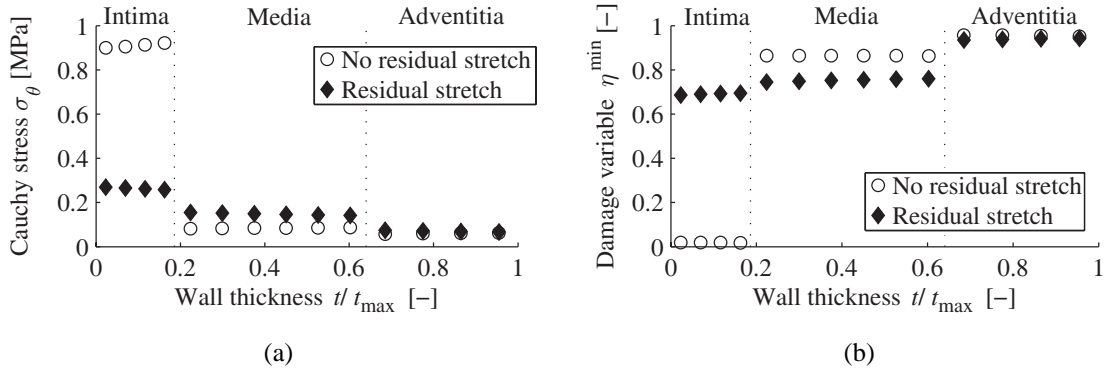 Intima Media Adventitia
Cauchy stress σθ [MPa]
1
0.8
0.6
0.4
0.2
0
No residual stretch
Residual stretch
0 0.2 0.4 0.6 0.8 1
Wall thickness t/ tmax [−]
(a)
Intima Media Adventitia
Damage variable ηmin [−]
1
0.8
0.6
0.4
0.2
0
No residual stretch
Residual stretch
0 0.2 0.4 0.6 0.8 1
Wall thickness t/ tmax [−]
(b)